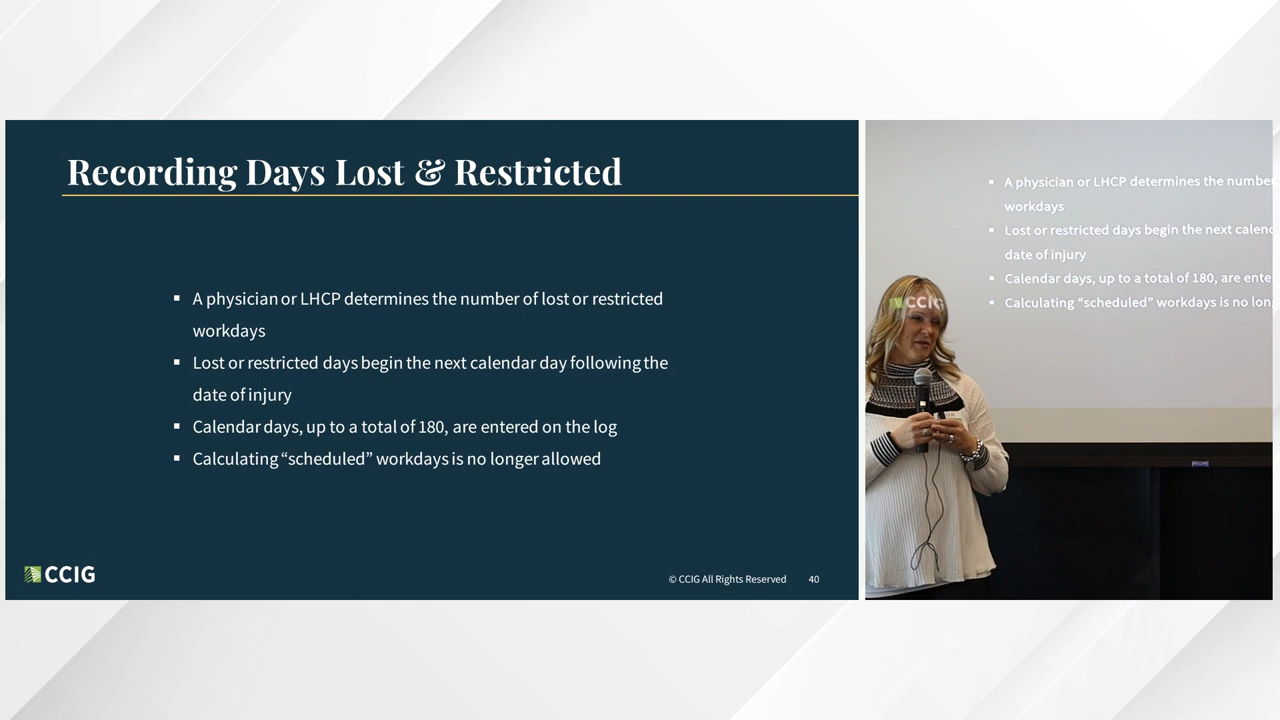 Recording Days Lost & Restricted
▪ A physician or LHCP determines the number of lost or restricted
workdays
▪ Lost or restricted days begin the next calendar day following the
date of injury
▪ Calendar days, up to a total of 180, are entered on the log
▪ Calculating “scheduled” workdays is no longer allowed
CCIG
© CCIG All Rights Reserved 40
▪ A physician or LHCP determines the number
workdays
▪ Lost or restricted days begin the next calend
date of injury
▪ Calendar days, up to a total of 180, are ente
▪ Calculating “scheduled” workdays is no lon
CCIG